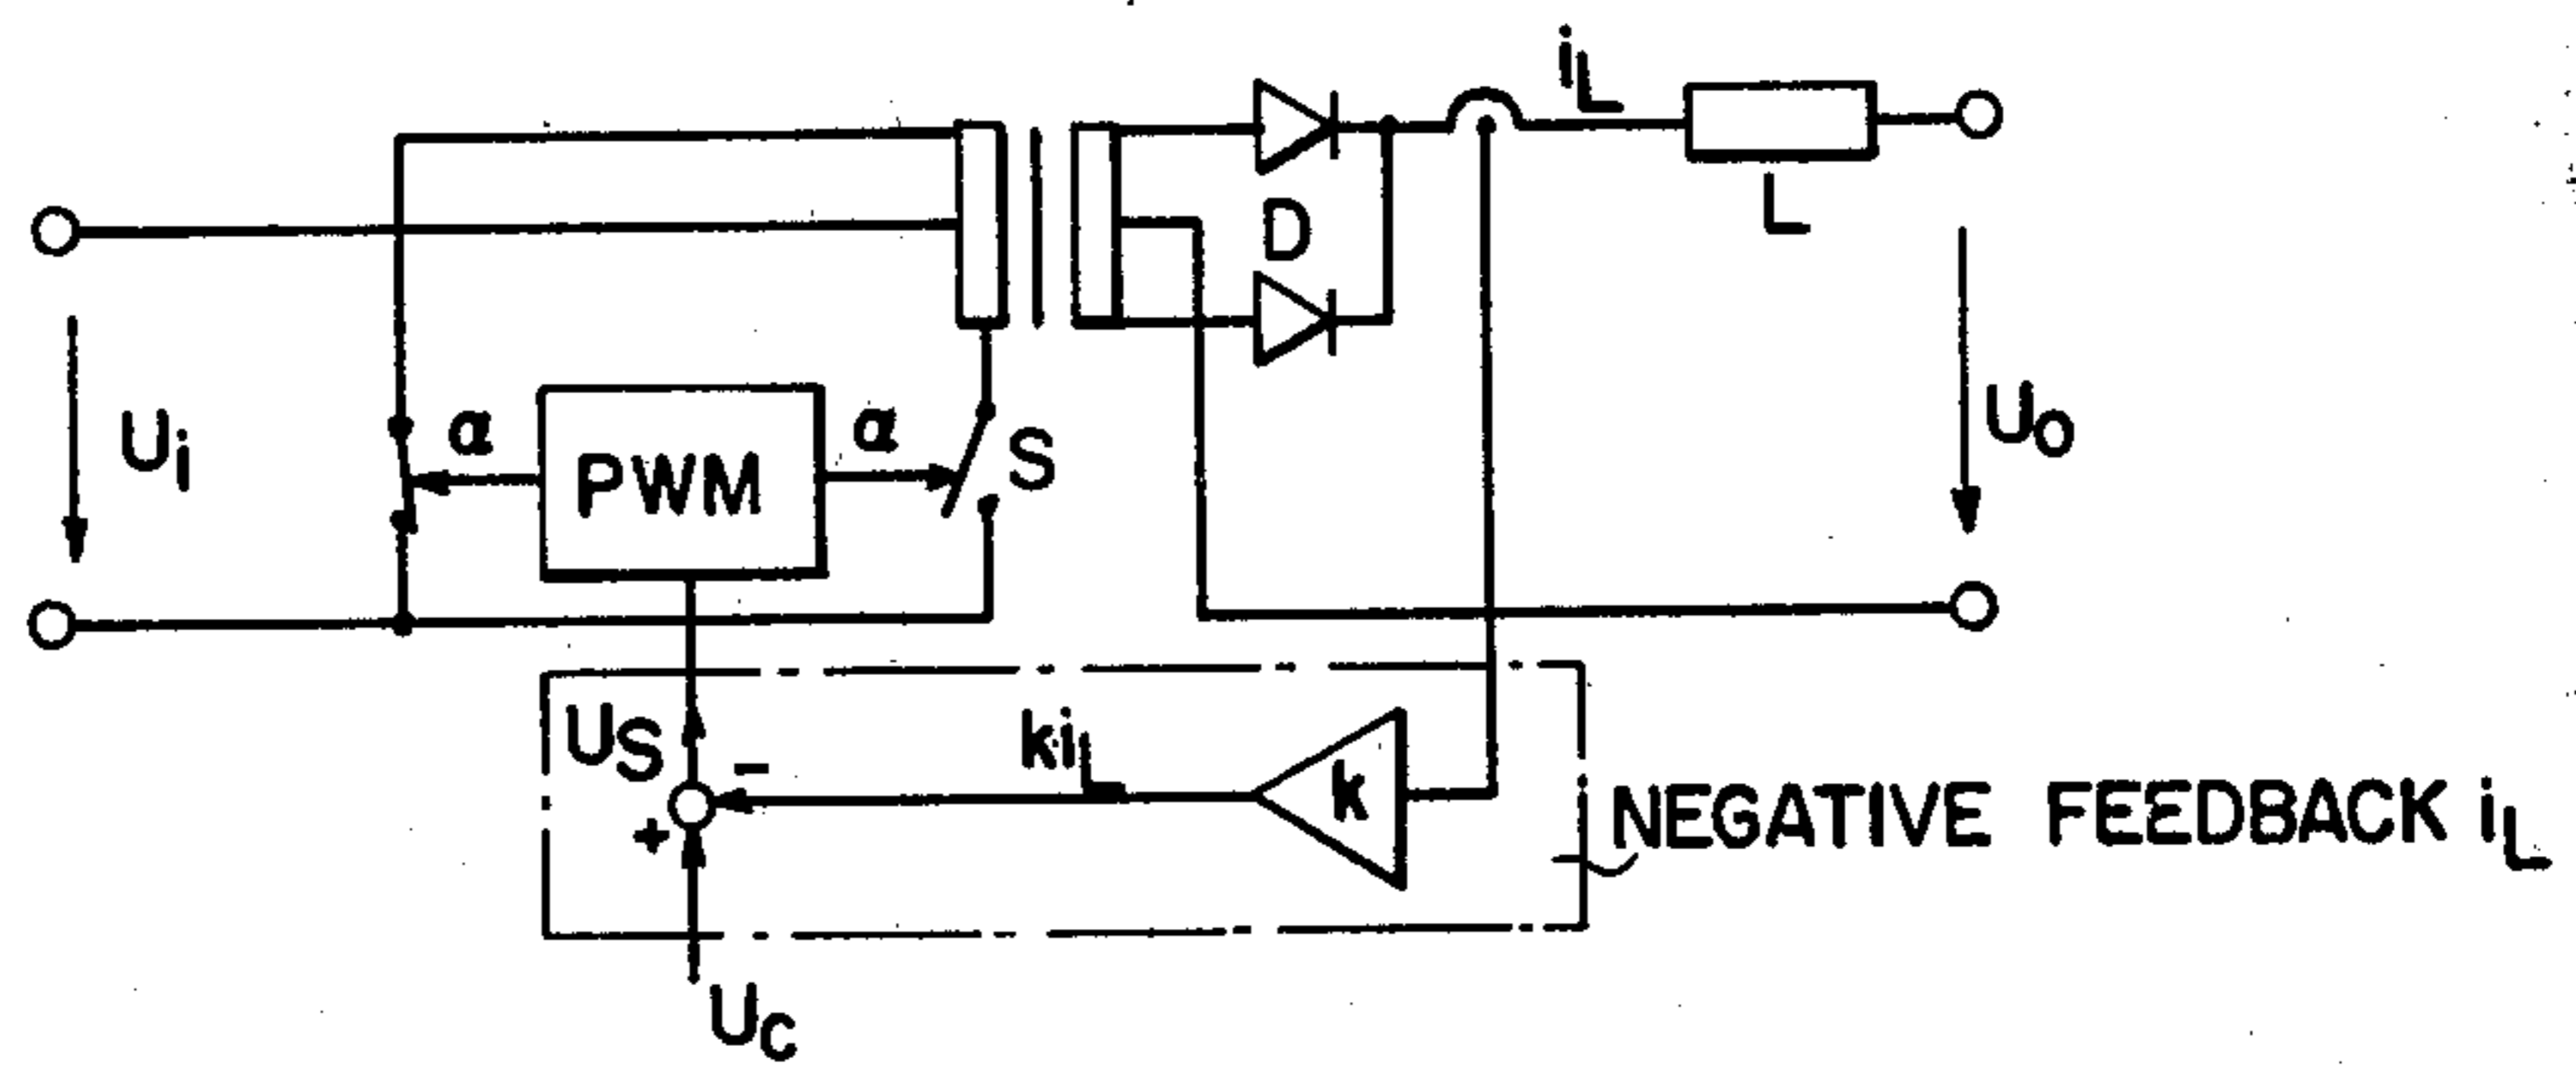 iL
L
D
Ui
α
PWM
α
S
Uo
US
-
kiL
k
+
NEGATIVE FEEDBACK iL
Uc